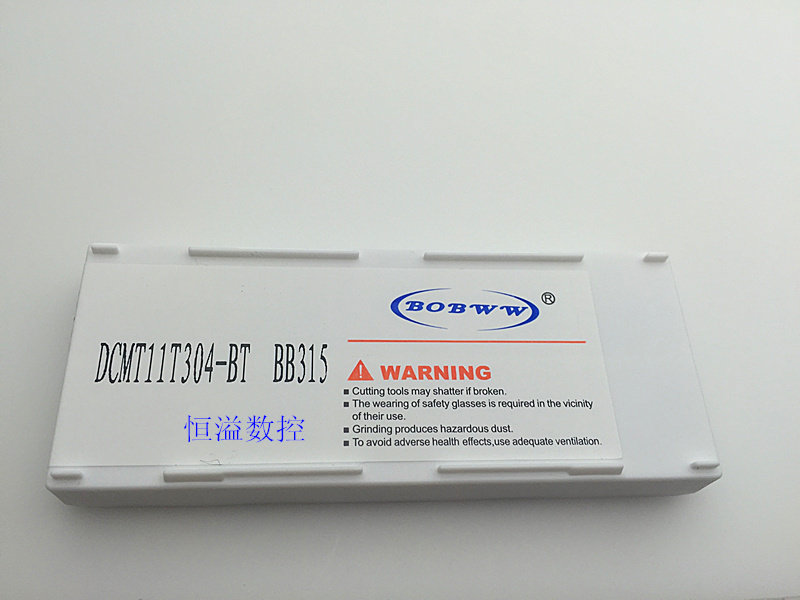 BOBWW®
DCMT11T304-BT BB315
WARNING
■ Cutting tools may shatter if broken.
■ The wearing of safety glasses is required in the vicinity
of their use.
■ Grinding produces hazardous dust.
■ To avoid adverse health effects,use adequate ventilation.
恒溢数控